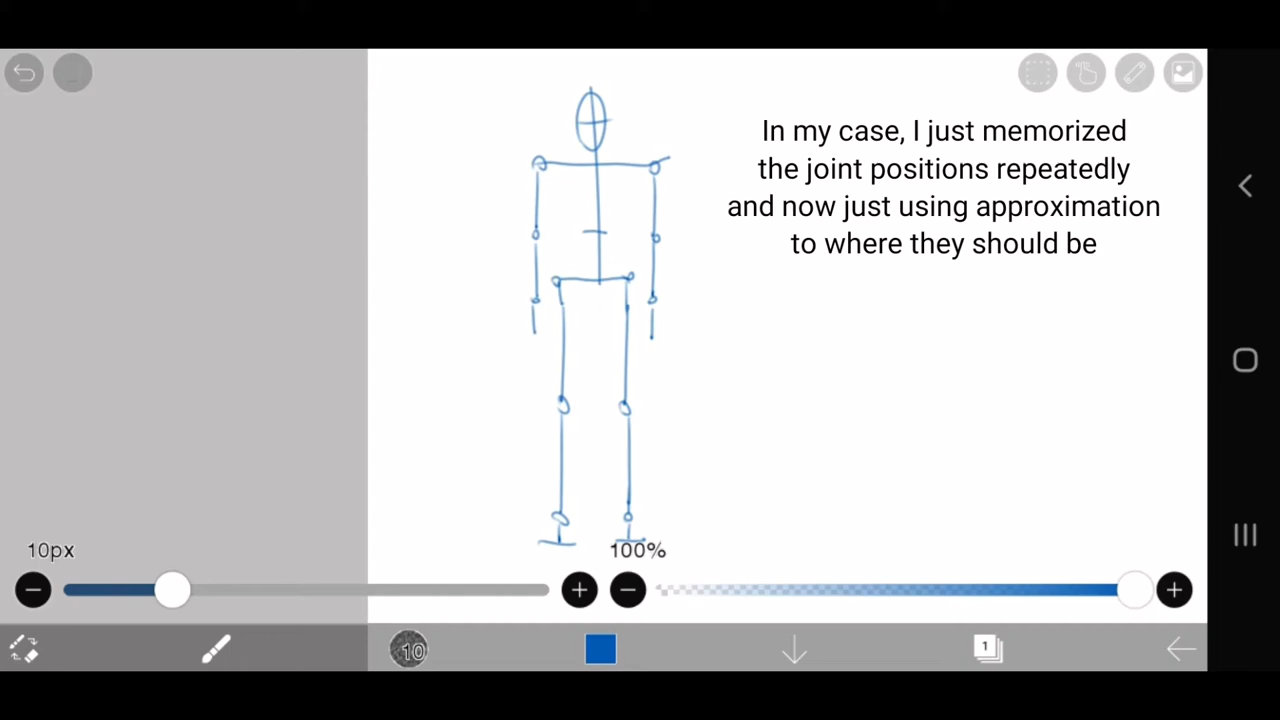 In my case, I just memorized
the joint positions repeatedly
and now just using approximation
to where they should be
10px
100%
10
1